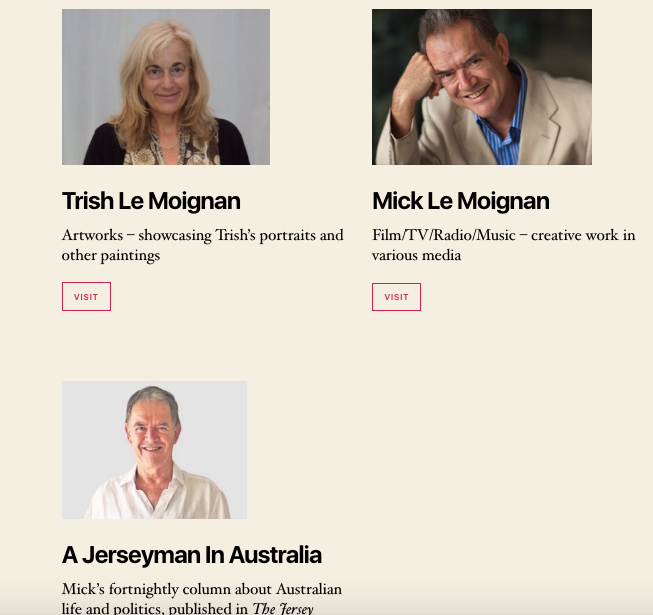 Trish Le Moignan
Artworks – showcasing Trish's portraits and
other paintings
VISIT
Mick Le Moignan
Film/TV/Radio/Music – creative work in
various media
VISIT
A Jerseyman In Australia
Mick's fortnightly column about Australian
life and politics, published in The Jersey